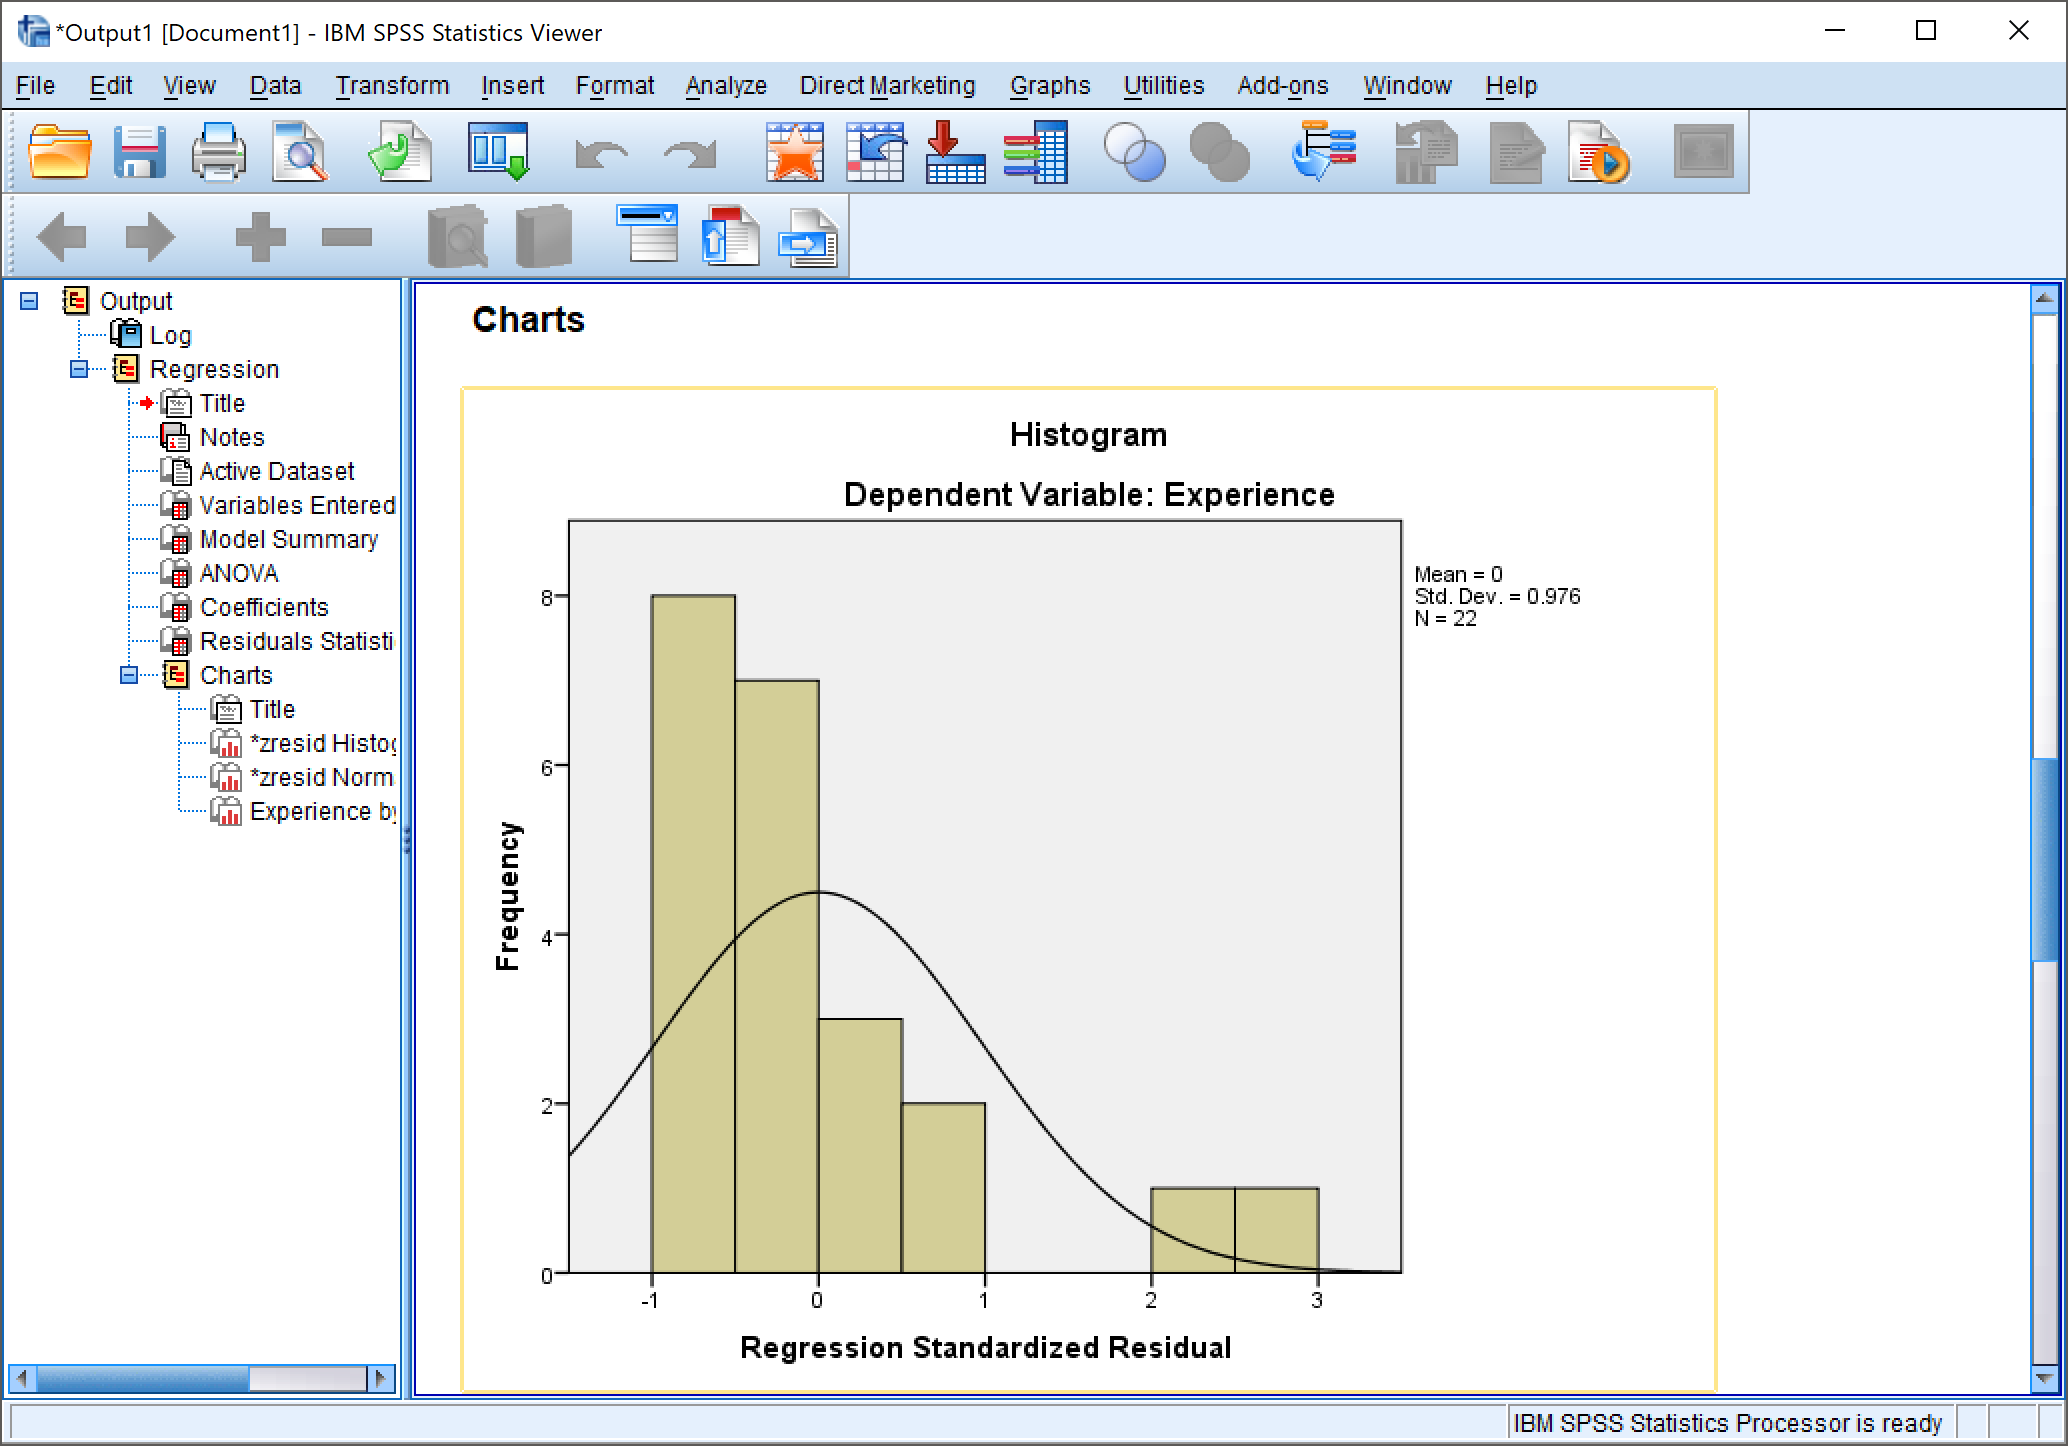 *Output1 [Document1] - IBM SPSS Statistics Viewer
File Edit View Data Transform Insert Format Analyze Direct Marketing Graphs Utilities Add-ons Window Help
Output
Log
Regression
Title
Notes
Active Dataset
Variables Entered
Model Summary
ANOVA
Coefficients
Residuals Statisti
Charts
Title
*zresid Histog
*zresid Norm
Experience by
Charts
Histogram
Dependent Variable: Experience
Mean = 0
Std. Dev. = 0.976
N = 22
8
6
4
2
0
Frequency
-1 0 1 2 3
Regression Standardized Residual
IBM SPSS Statistics Processor is ready